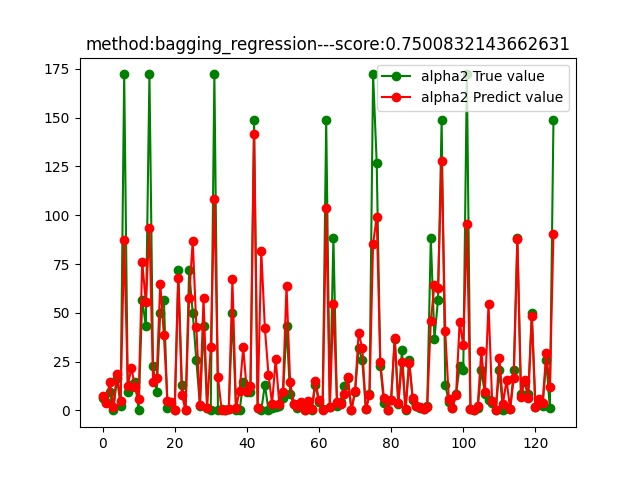 method:bagging_regression---score:0.7500832143662631
alpha2 True value
alpha2 Predict value
175
150
125
100
75
50
25
0
0 20 40 60 80 100 120